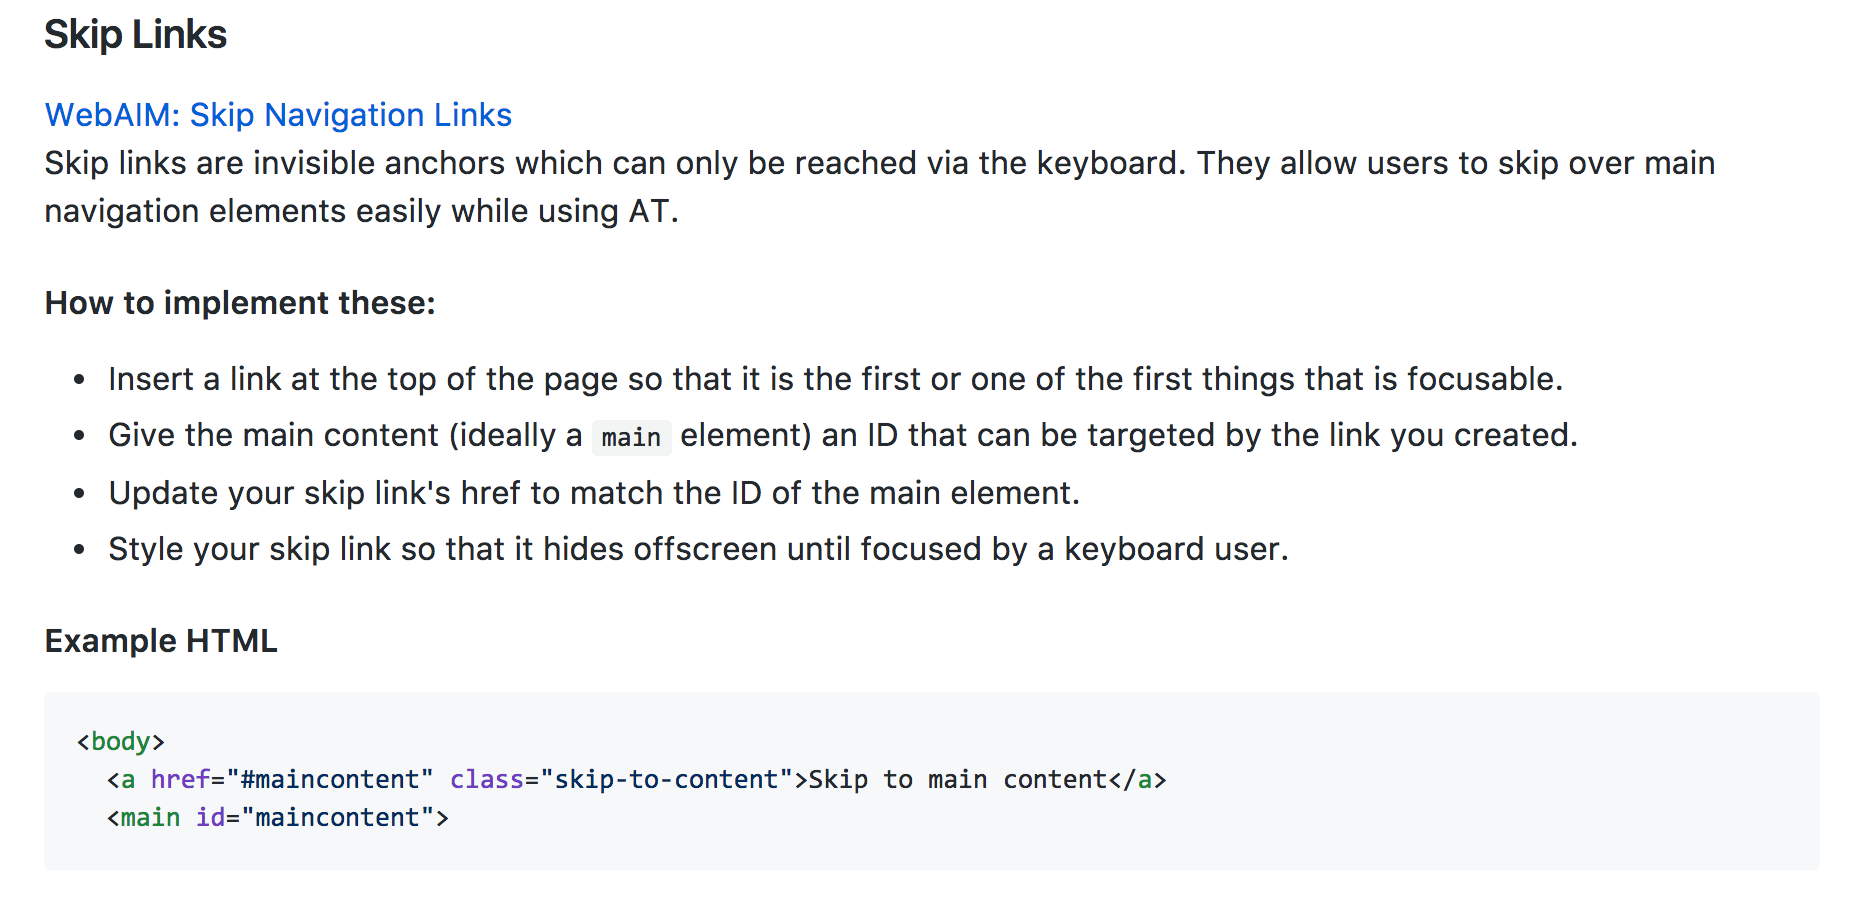 Skip Links
WebAIM: Skip Navigation Links
Skip links are invisible anchors which can only be reached via the keyboard. They allow users to skip over main
navigation elements easily while using AT.
How to implement these:
• Insert a link at the top of the page so that it is the first or one of the first things that is focusable.
• Give the main content (ideally a main element) an ID that can be targeted by the link you created.
• Update your skip link's href to match the ID of the main element.
• Style your skip link so that it hides offscreen until focused by a keyboard user.
Example HTML
<body>
  <a href="#maincontent" class="skip-to-content">Skip to main content</a>
  <main id="maincontent">